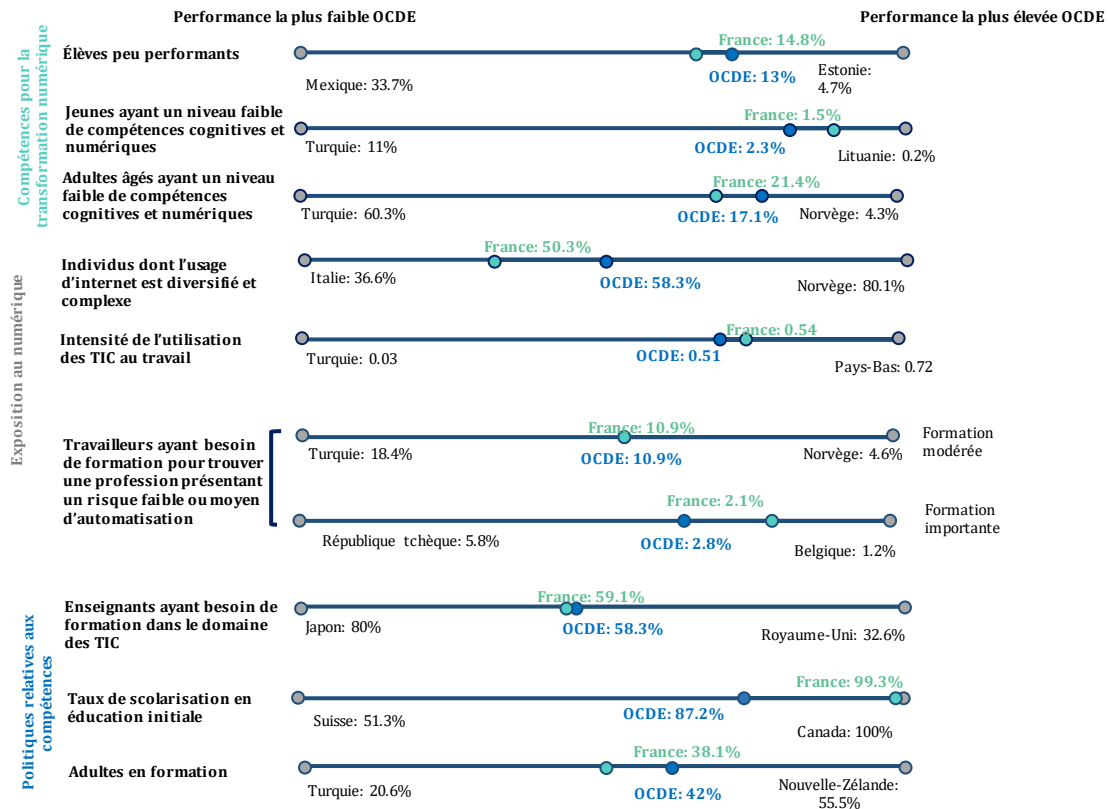 Performance la plus faible OCDE
Performance la plus élevée OCDE
Compétences pour la
transformation numérique
Élèves peu performants
France: 14.8%
Mexique: 33.7%
OCDE: 13%
Estonie:
4.7%
Jeunes ayant un niveau faible
de compétences cognitives et
numériques
France: 1.5%
Turquie: 11%
OCDE: 2.3%
Lituanie: 0.2%
Adultes âgés ayant un niveau
faible de compétences
cognitives et numériques
France: 21.4%
Turquie: 60.3%
OCDE: 17.1%
Norvège: 4.3%
Exposition au numérique
Individus dont l'usage
d'internet est diversifié et
complexe
France: 50.3%
Italie: 36.6%
OCDE: 58.3%
Norvège: 80.1%
Intensité de l'utilisation
des TIC au travail
France: 0.54
Turquie: 0.03
OCDE: 0.51
Pays-Bas: 0.72
Travailleurs ayant besoin
de formation pour trouver
une profession présentant
un risque faible ou moyen
d'automatisation
France: 10.9%
Turquie: 18.4%
OCDE: 10.9%
Norvège: 4.6%
Formation
modérée
France: 2.1%
République tchèque: 5.8%
OCDE: 2.8%
Belgique: 1.2%
Formation
importante
Politiques relatives aux
compétences
Enseignants ayant besoin de
formation dans le domaine
des TIC
France: 59.1%
Japon: 80%
OCDE: 58.3%
Royaume-Uni: 32.6%
Taux de scolarisation en
éducation initiale
France: 99.3%
Suisse: 51.3%
OCDE: 87.2%
Canada: 100%
Adultes en formation
France: 38.1%
Turquie: 20.6%
OCDE: 42%
Nouvelle-Zélande:
55.5%